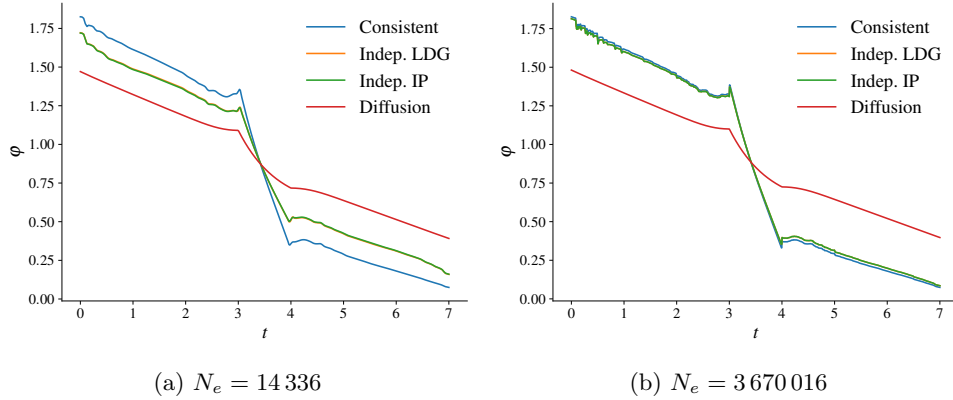 1.75
1.50
1.25
1.00
0.75
0.50
0.25
0.00
φ
0 1 2 3 4 5 6 7
t
Consistent
Indep. LDG
Indep. IP
Diffusion
(a) Nₑ = 14 336
1.75
1.50
1.25
1.00
0.75
0.50
0.25
0.00
φ
0 1 2 3 4 5 6 7
t
Consistent
Indep. LDG
Indep. IP
Diffusion
(b) Nₑ = 3 670 016